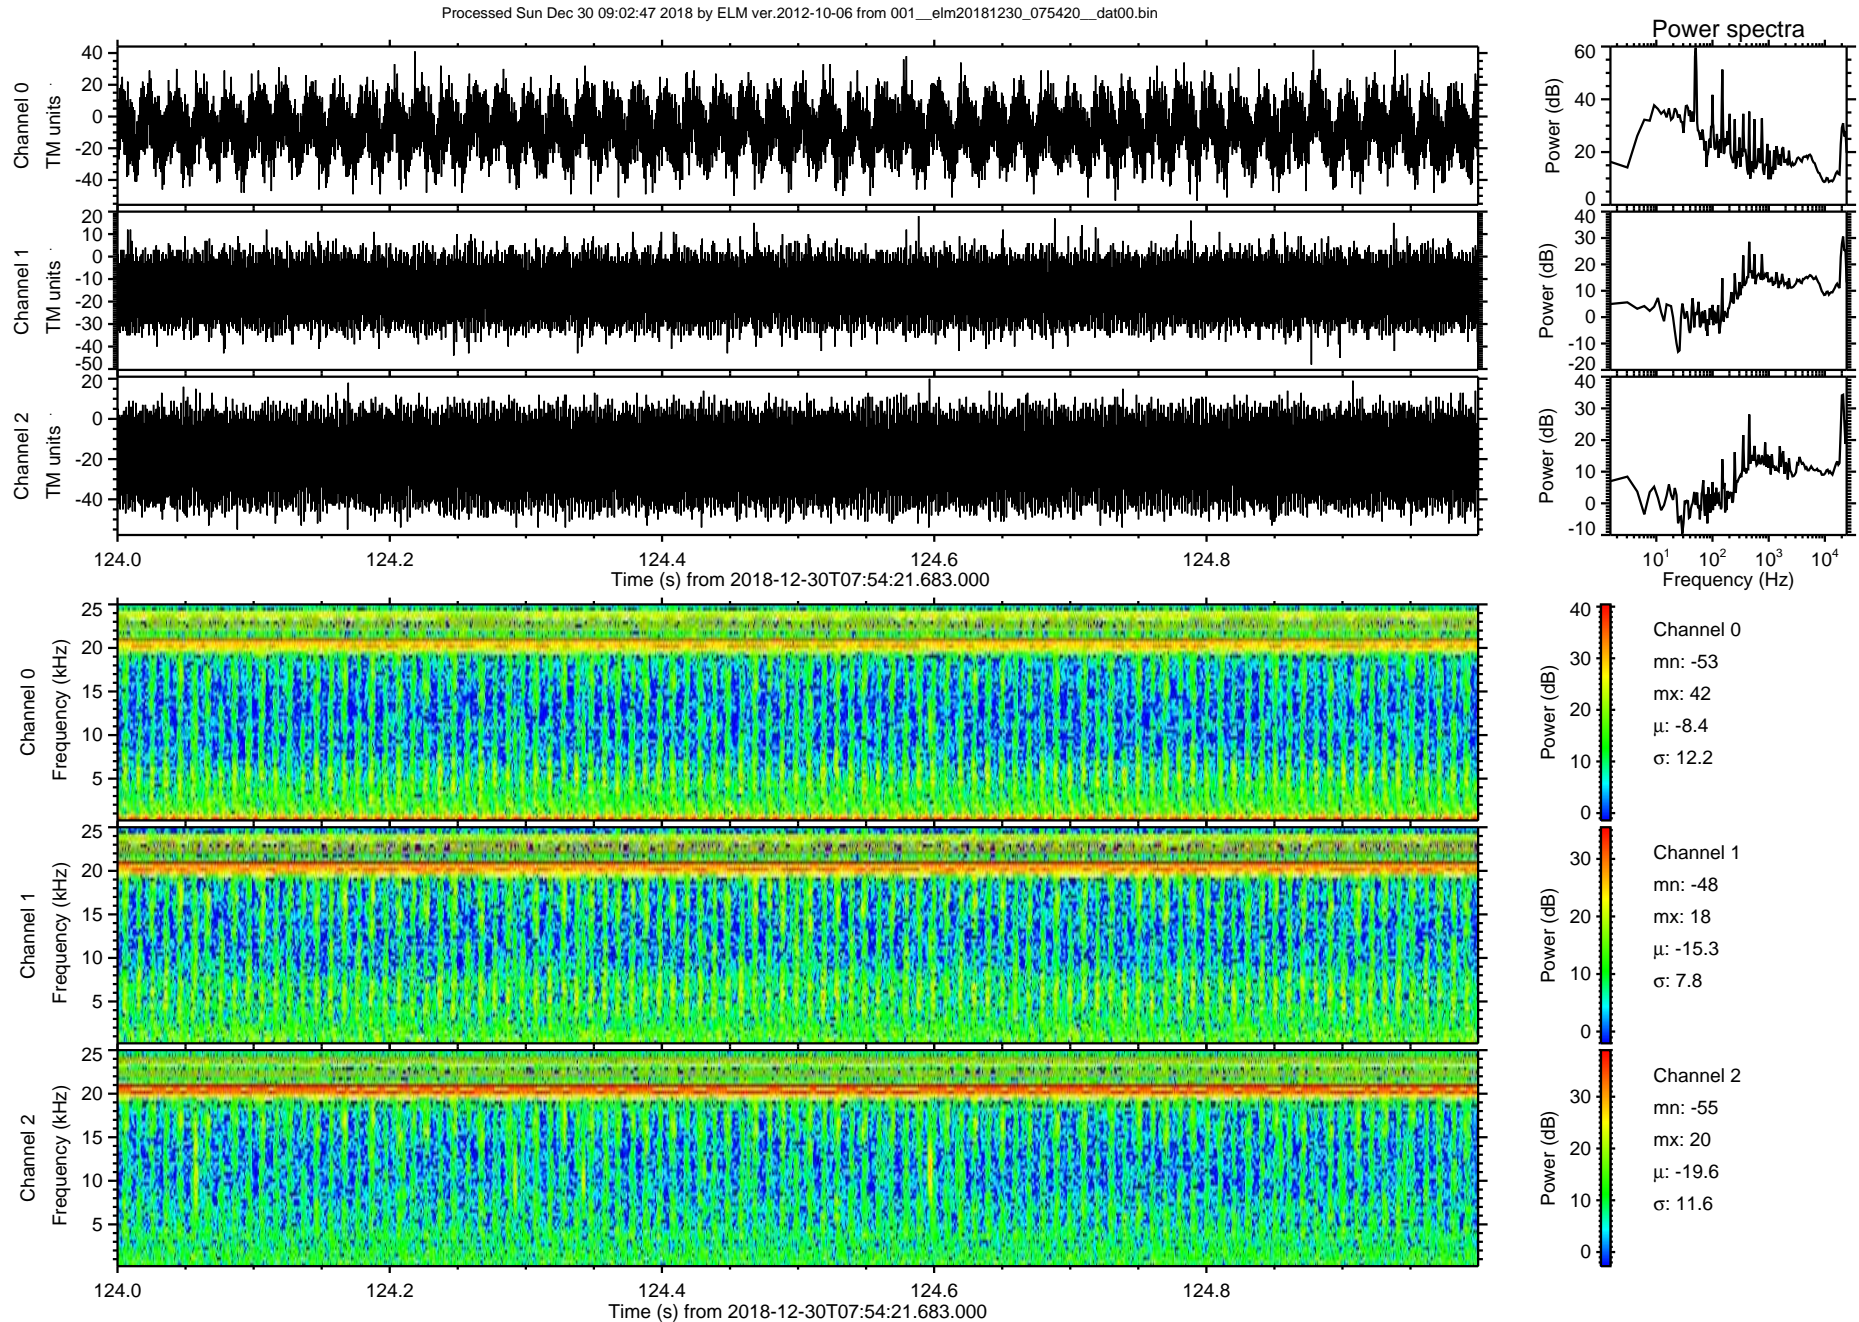 Processed Sun Dec 30 09:02:47 2018 by ELM ver.2012-10-06 from 001__elm20181230_075420__dat00.bin
Power spectra
Channel 0
TM units
40
20
0
-20
-40
Power (dB)
60
40
20
0
Channel 1
TM units
20
10
0
-10
-20
-30
-40
-50
Power (dB)
40
30
20
10
0
-10
-20
Channel 2
TM units
20
0
-20
-40
Power (dB)
40
30
20
10
0
-10
124.0 124.2 124.4 124.6 124.8
Time (s) from 2018-12-30T07:54:21.683.000
10¹ 10² 10³ 10⁴
Frequency (Hz)
Channel 0
Frequency (kHz)
25
20
15
10
5
Power (dB)
40
30
20
10
0
Channel 0
mn: -53
mx: 42
μ: -8.4
σ: 12.2
Channel 1
Frequency (kHz)
25
20
15
10
5
Power (dB)
30
20
10
0
Channel 1
mn: -48
mx: 18
μ: -15.3
σ: 7.8
Channel 2
Frequency (kHz)
25
20
15
10
5
Power (dB)
30
20
10
0
Channel 2
mn: -55
mx: 20
μ: -19.6
σ: 11.6
124.0 124.2 124.4 124.6 124.8
Time (s) from 2018-12-30T07:54:21.683.000